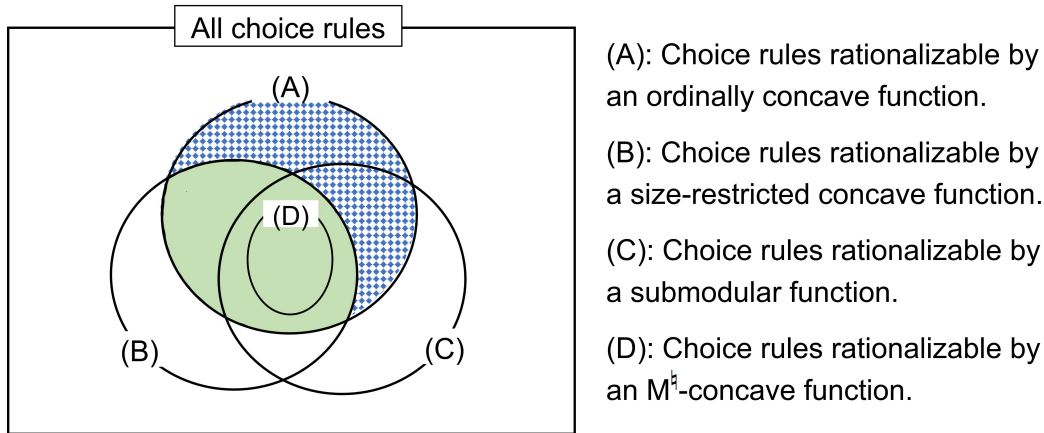 All choice rules
(A)
(D)
(B)
(C)
(A): Choice rules rationalizable by
an ordinally concave function.
(B): Choice rules rationalizable by
a size-restricted concave function.
(C): Choice rules rationalizable by
a submodular function.
(D): Choice rules rationalizable by
an M♮-concave function.